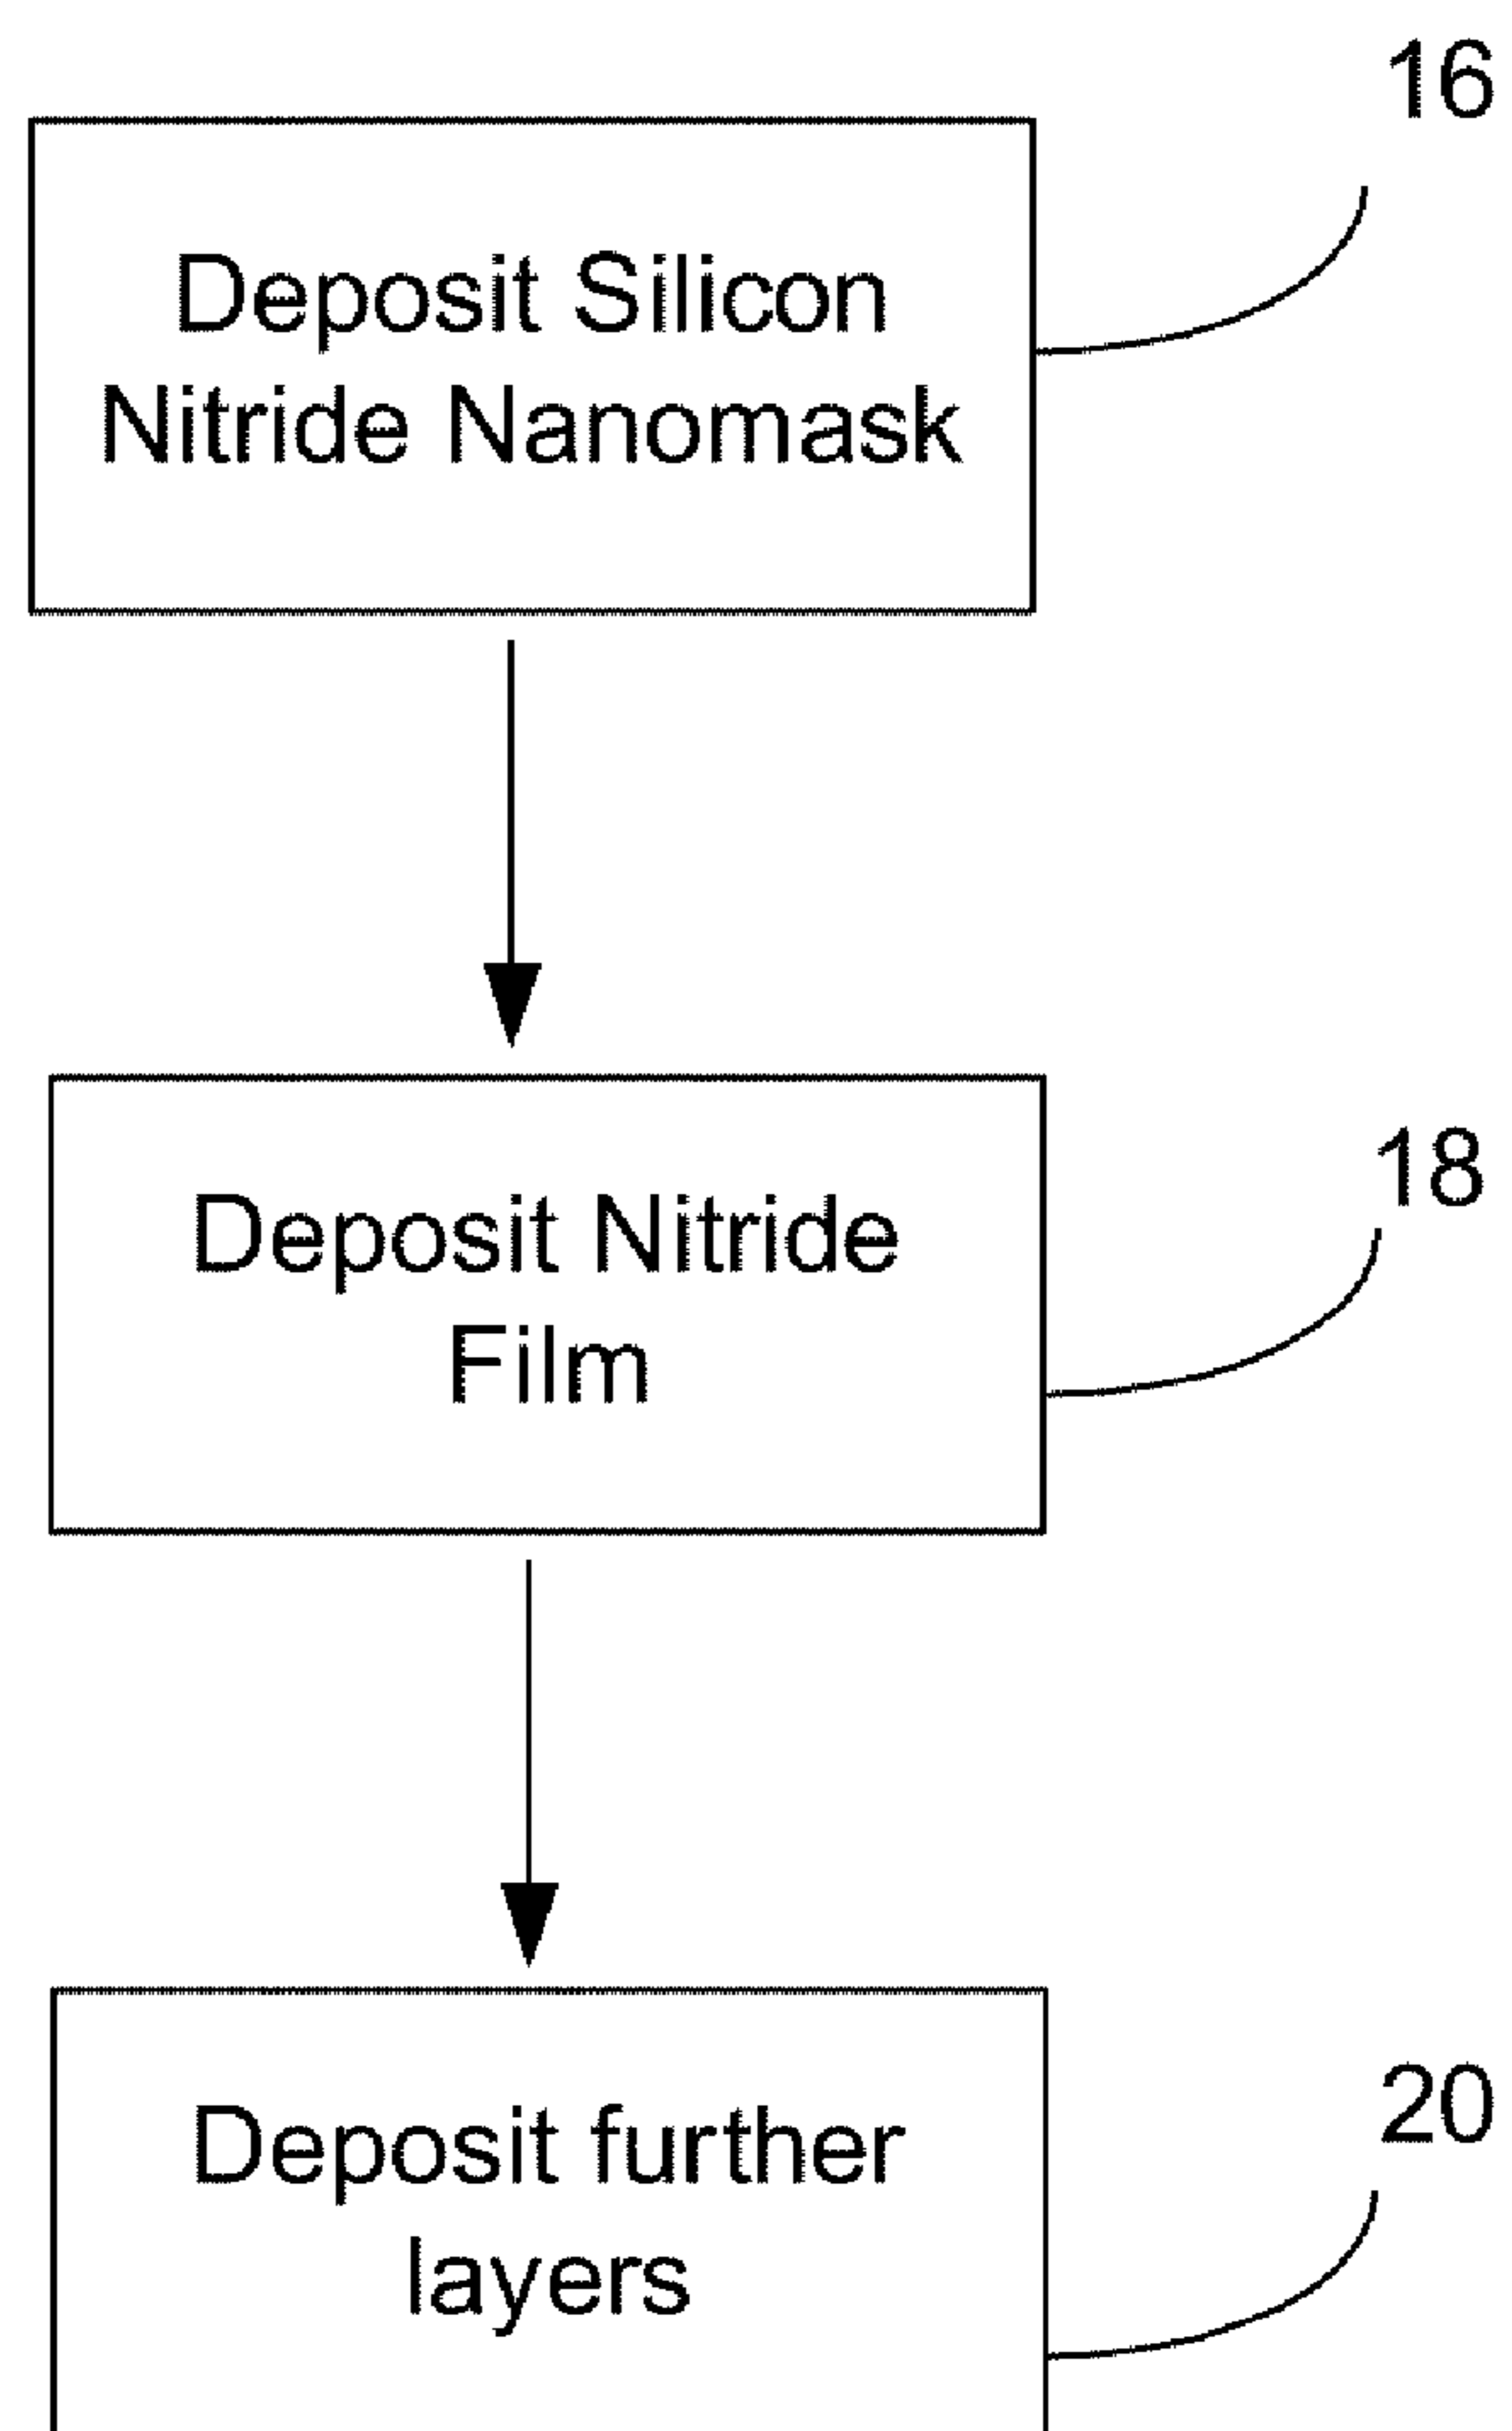 16
Deposit Silicon
Nitride Nanomask
18
Deposit Nitride
Film
20
Deposit further
layers